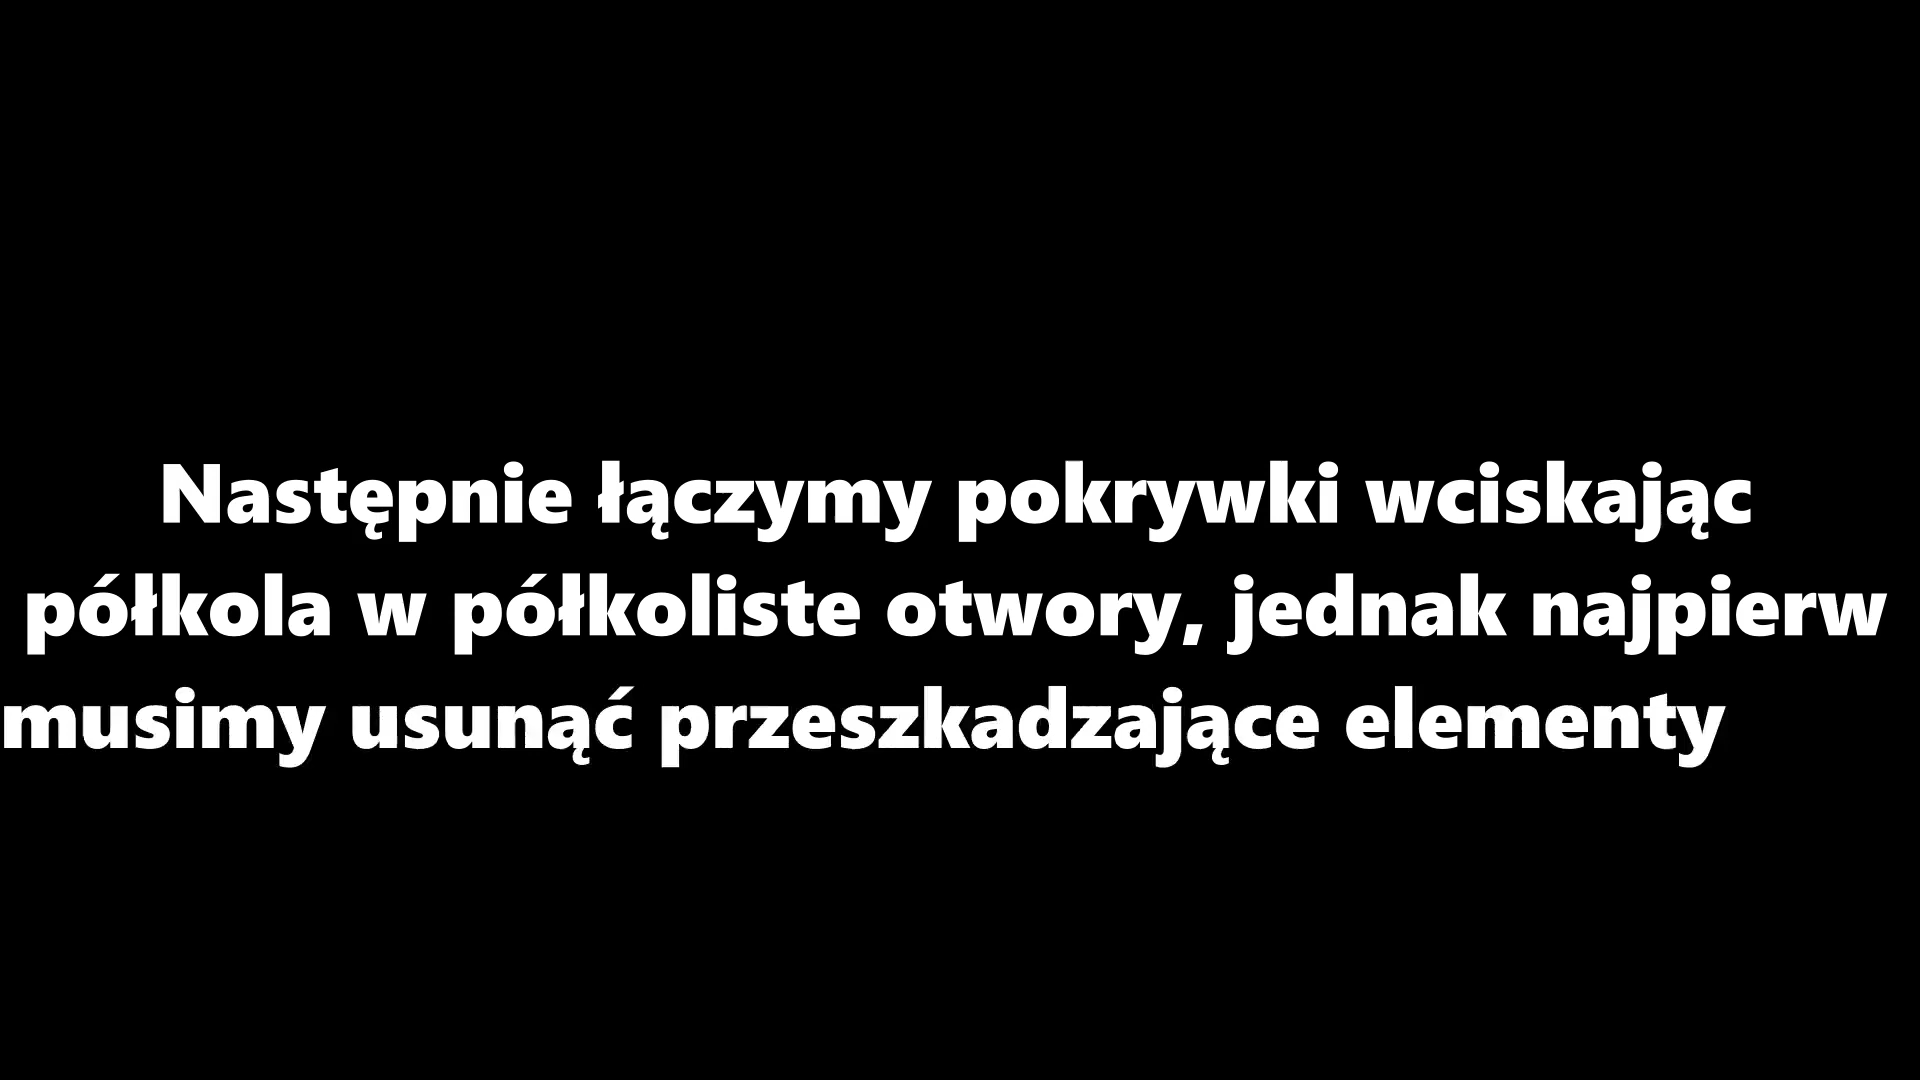 Następnie łączymy pokrywki wciskając
półkola w półkoliste otwory, jednak najpierw
musimy usunąć przeszkadzające elementy